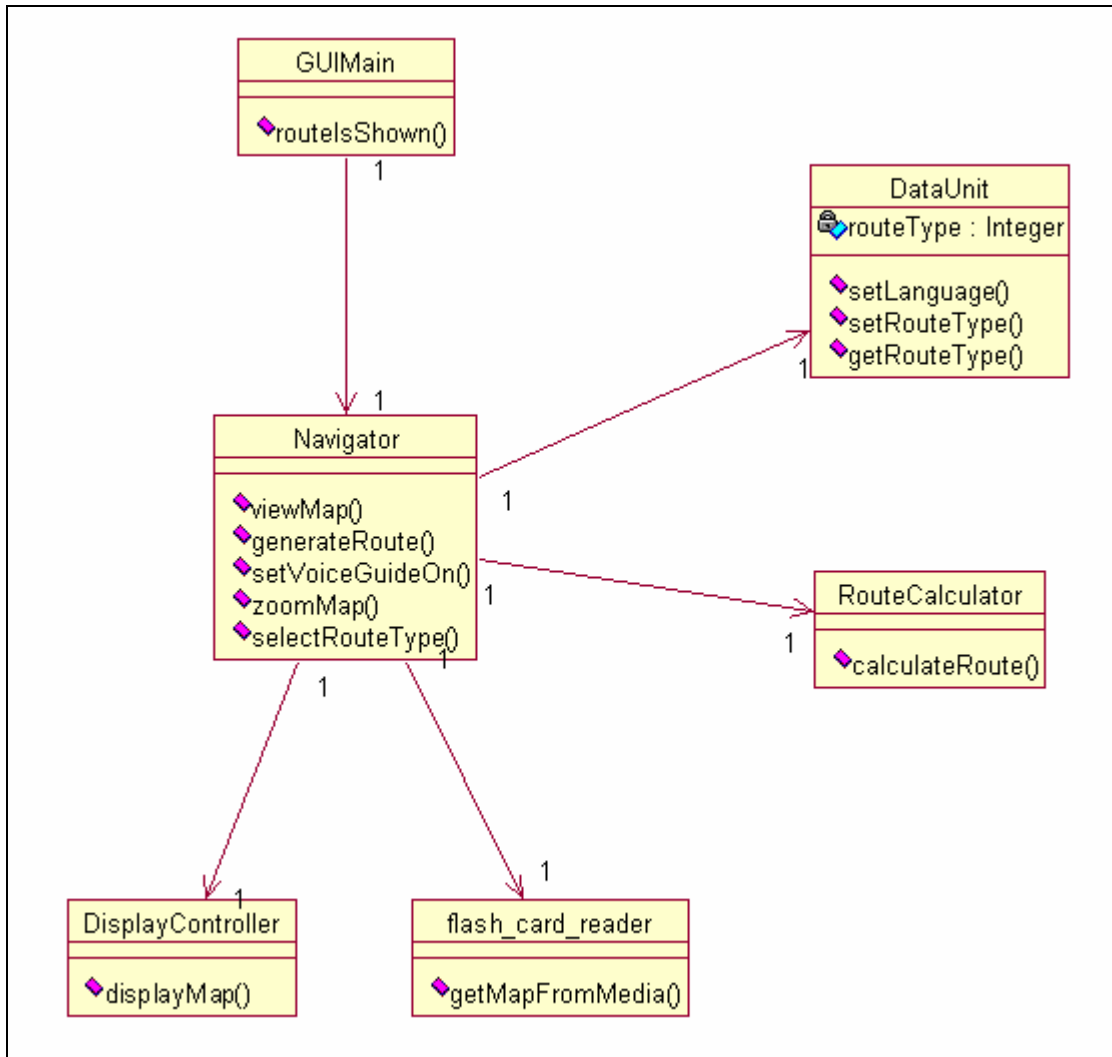 GUIMain
routeIsShown()
1
DataUnit
routeType : Integer
setLanguage()
setRouteType()
getRouteType()
1
1
Navigator
viewMap()
generateRoute()
setVoiceGuideOn()
zoomMap()
selectRouteType()
1
1
RouteCalculator
calculateRoute()
1
1
1
1
1
DisplayController
displayMap()
flash_card_reader
getMapFromMedia()